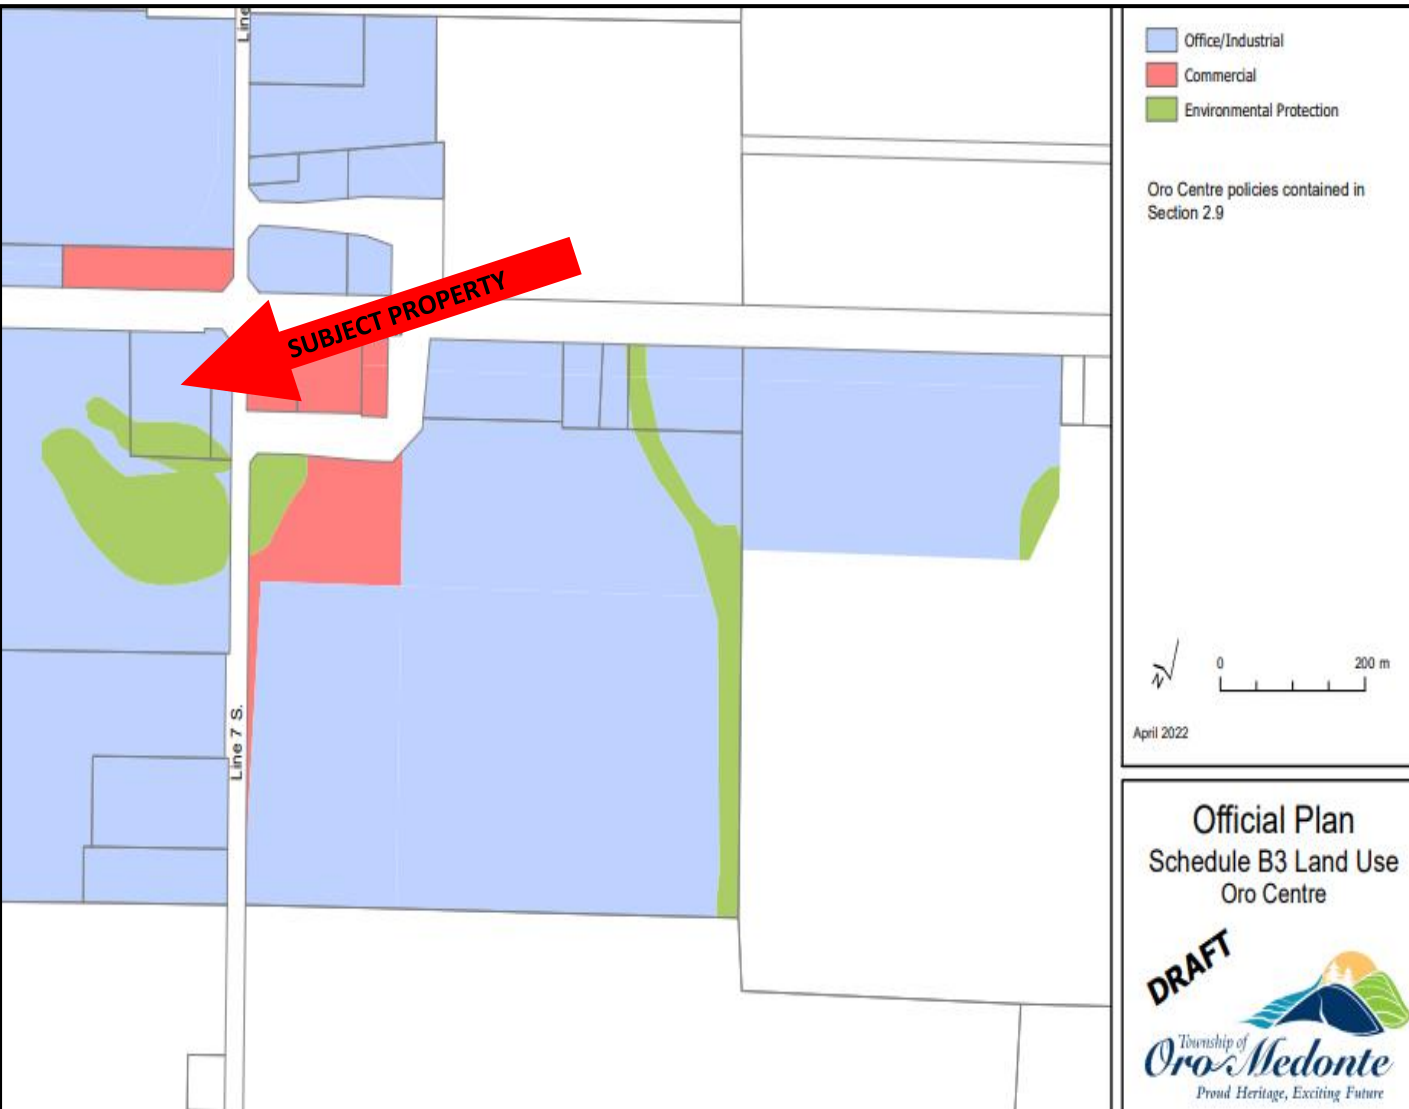 Line
SUBJECT PROPERTY
Line 7 S.
Office/Industrial
Commercial
Environmental Protection
Oro Centre policies contained in
Section 2.9
N
0 200 m
April 2022
Official Plan
Schedule B3 Land Use
Oro Centre
DRAFT
Township of
Oro-Medonte
Proud Heritage, Exciting Future